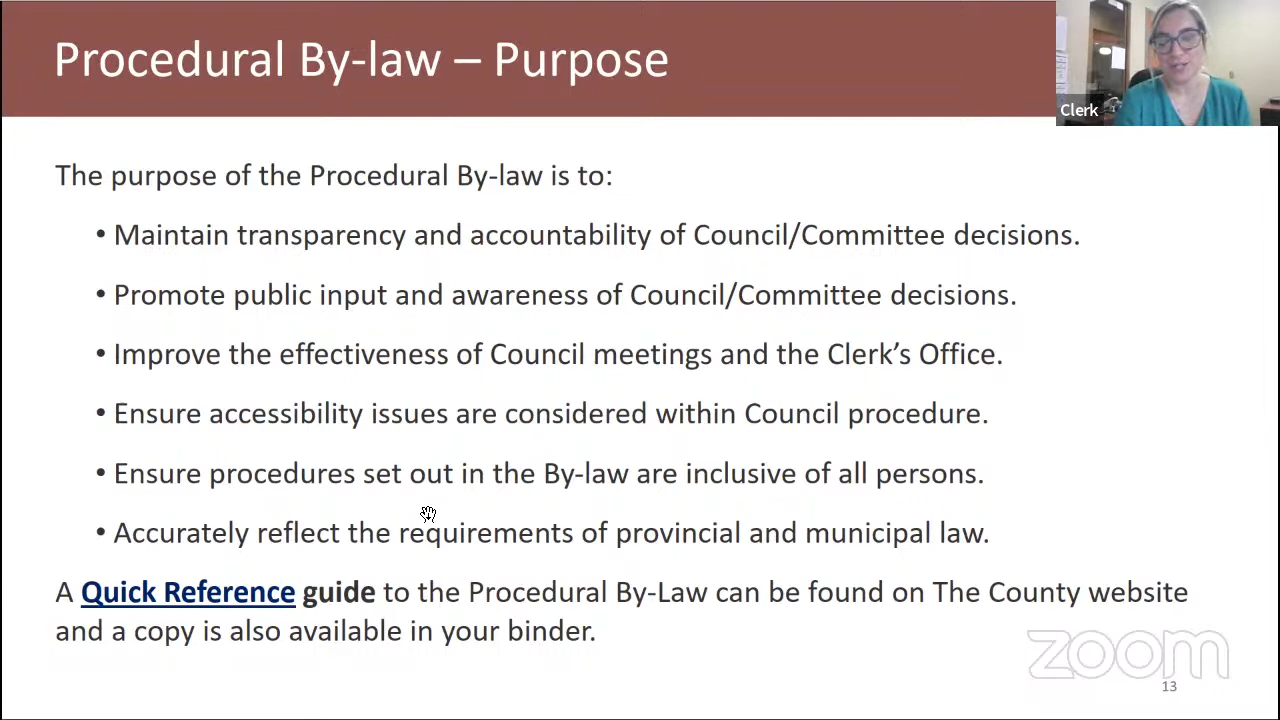 Procedural By-law – Purpose
Clerk
The purpose of the Procedural By-law is to:
• Maintain transparency and accountability of Council/Committee decisions.
• Promote public input and awareness of Council/Committee decisions.
• Improve the effectiveness of Council meetings and the Clerk’s Office.
• Ensure accessibility issues are considered within Council procedure.
• Ensure procedures set out in the By-law are inclusive of all persons.
• Accurately reflect the requirements of provincial and municipal law.
A Quick Reference guide to the Procedural By-Law can be found on The County website
and a copy is also available in your binder.
zoom
13